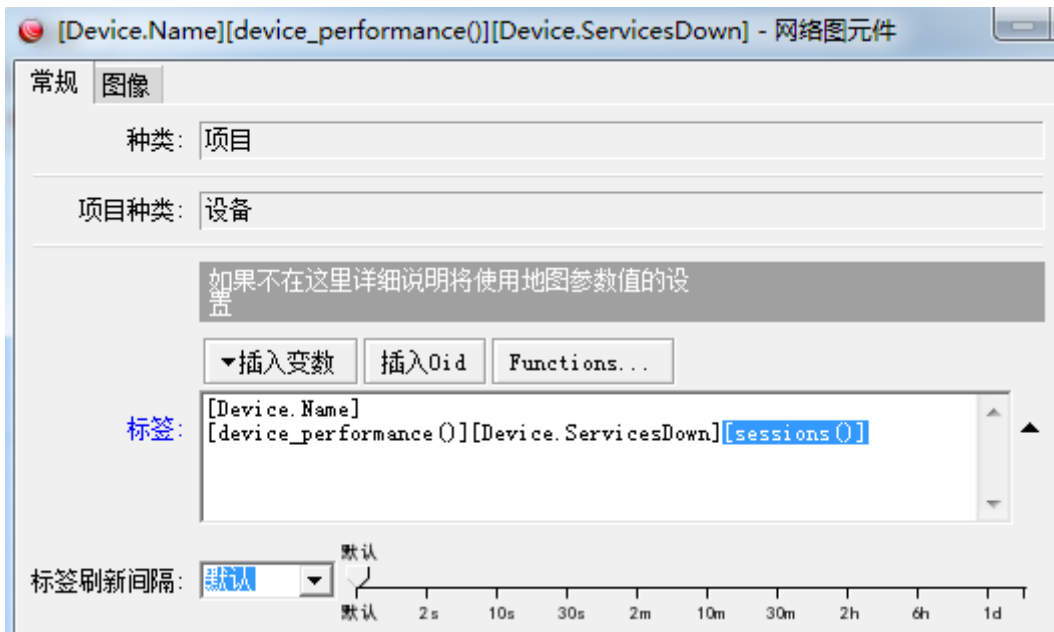 [Device.Name][device_performance()][Device.ServicesDown] - 网络图元件
常规 图像
种类: 项目
项目种类: 设备
如果不在这里详细说明将使用地图参数值的设
置
插入变数 插入Oid Functions...
标签: [Device.Name]
[device_performance()][Device.ServicesDown][sessions()]
默认
标签刷新间隔: 默认
默认 2s 10s 30s 2m 10m 30m 2h 6h 1d